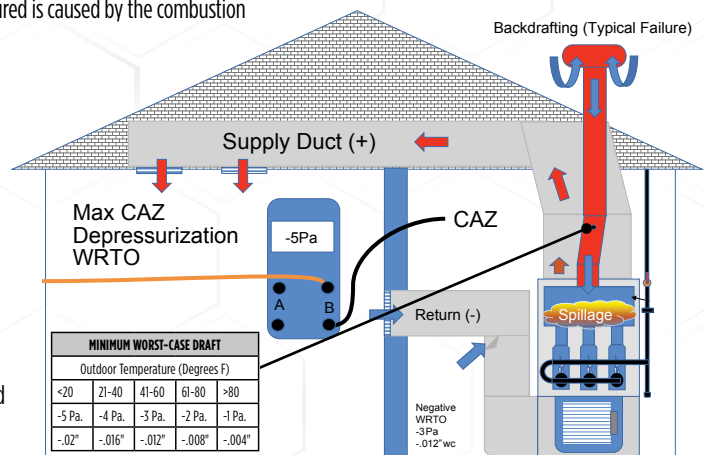 ured is caused by the combustion
Backdrafting (Typical Failure)
Supply Duct (+)
Max CAZ
Depressurization
WRTO
-5Pa
CAZ
A
B
Return (-)
Spillage
MINIMUM WORST-CASE DRAFT
Outdoor Temperature (Degrees F)
<20 21-40 41-60 61-80 >80
-5 Pa. -4 Pa. -3 Pa. -2 Pa. -1 Pa.
-.02" -.016" -.012" -.008" -.004"
d
Negative
WRTO
-3Pa
-.012"wc